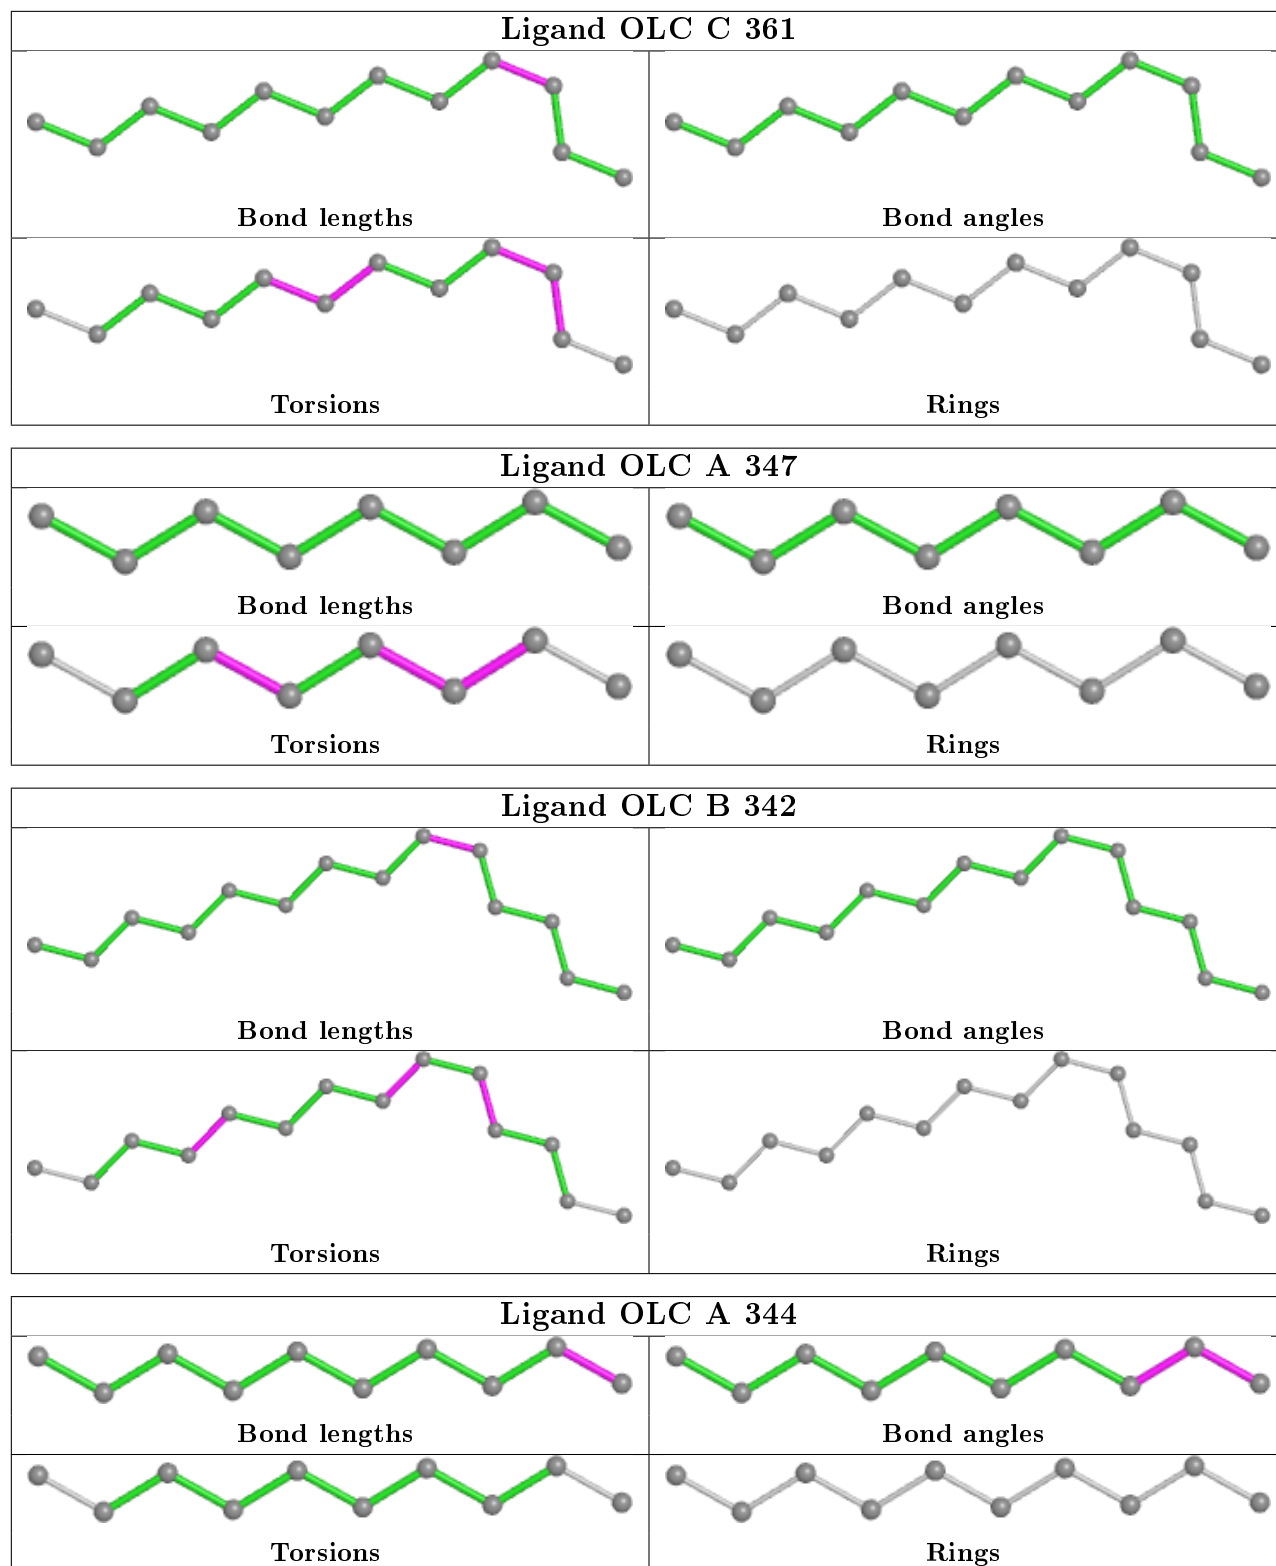 Ligand OLC C 361
Bond lengths
Bond angles
Torsions
Rings
Ligand OLC A 347
Bond lengths
Bond angles
Torsions
Rings
Ligand OLC B 342
Bond lengths
Bond angles
Torsions
Rings
Ligand OLC A 344
Bond lengths
Bond angles
Torsions
Rings